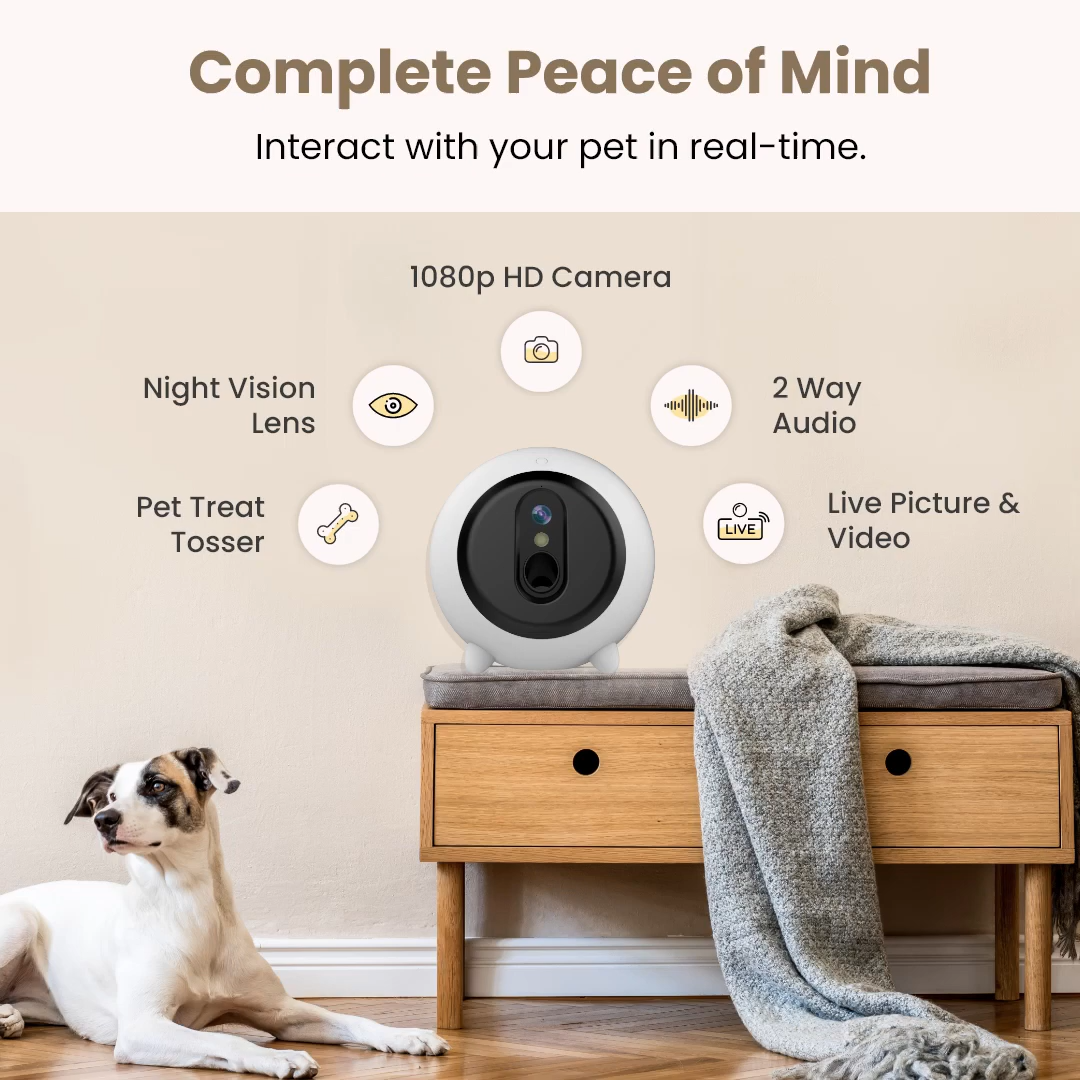 Complete Peace of Mind
Interact with your pet in real-time.
1080p HD Camera
Night Vision
Lens
2 Way
Audio
Pet Treat
Tosser
LIVE
Live Picture &
Video